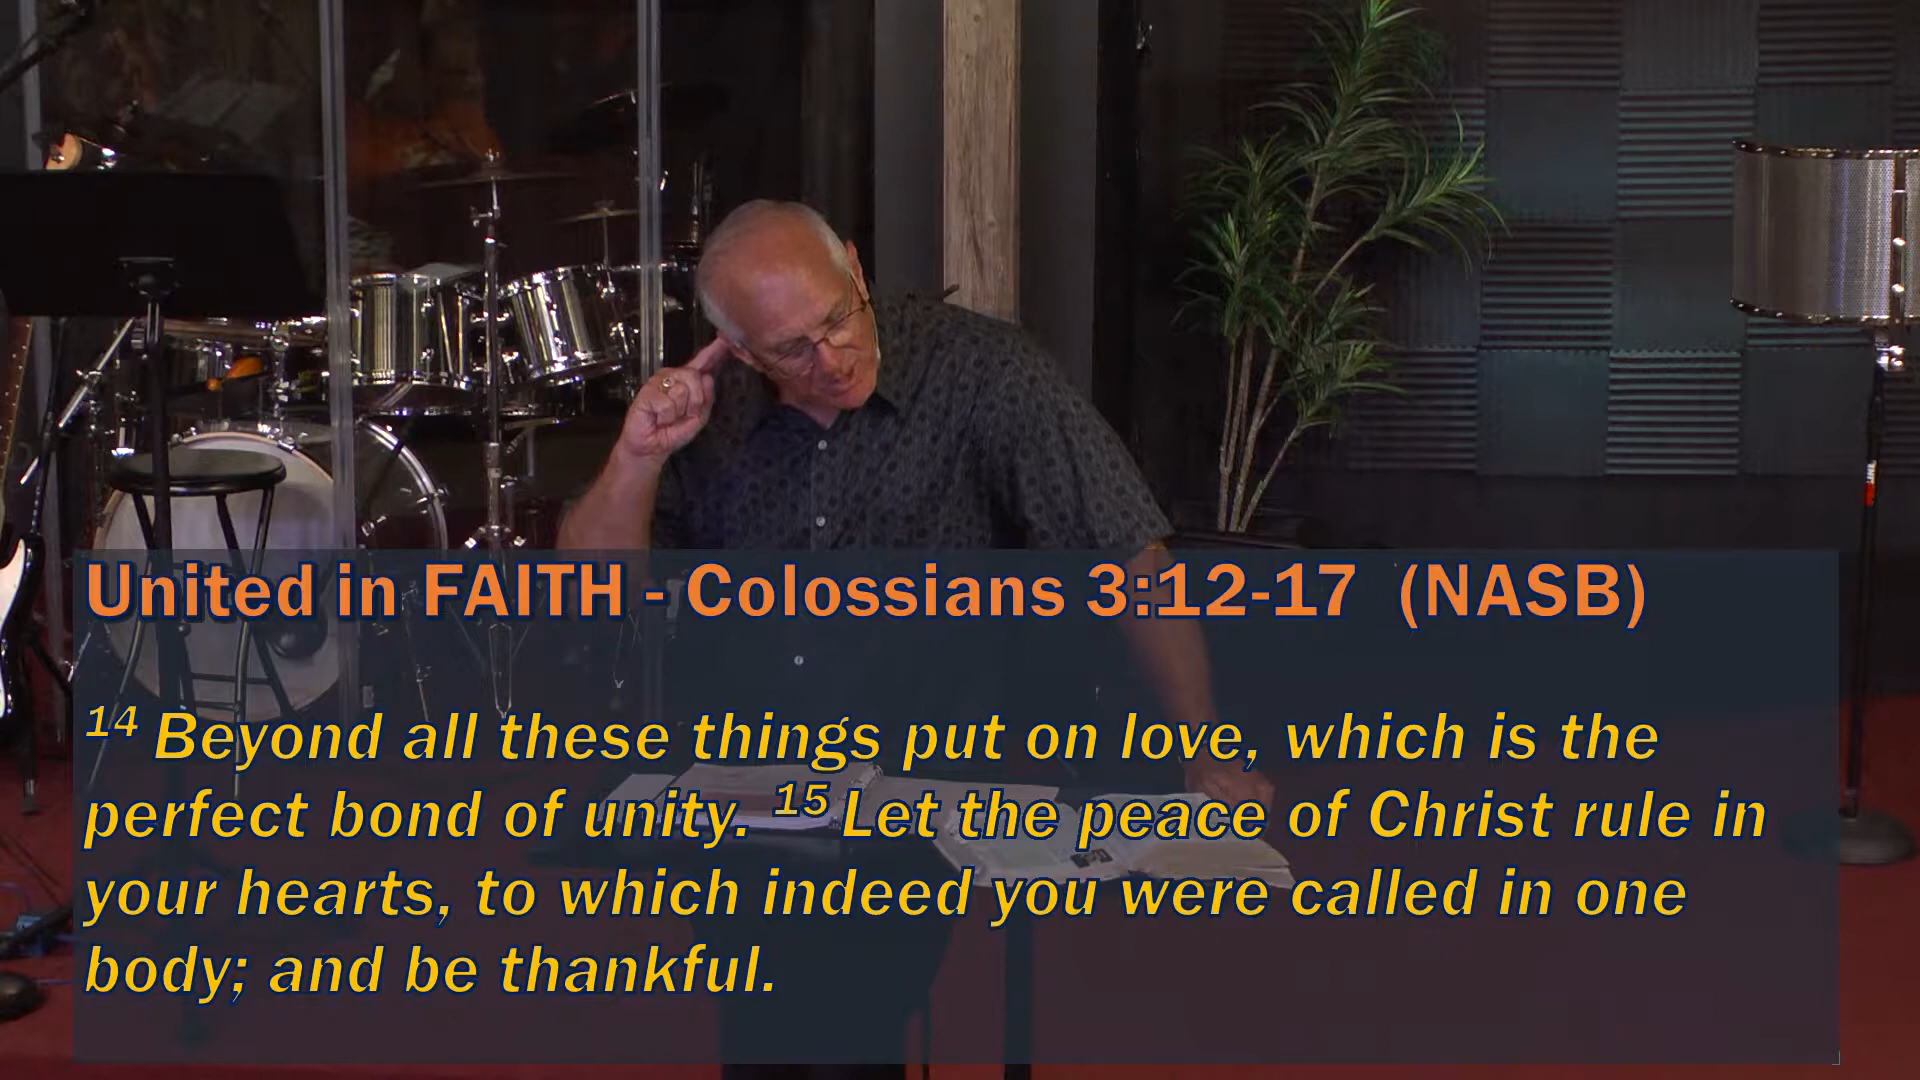 United in FAITH - Colossians 3:12-17 (NASB)
14 Beyond all these things put on love, which is the
perfect bond of unity. 15 Let the peace of Christ rule in
your hearts, to which indeed you were called in one
body; and be thankful.